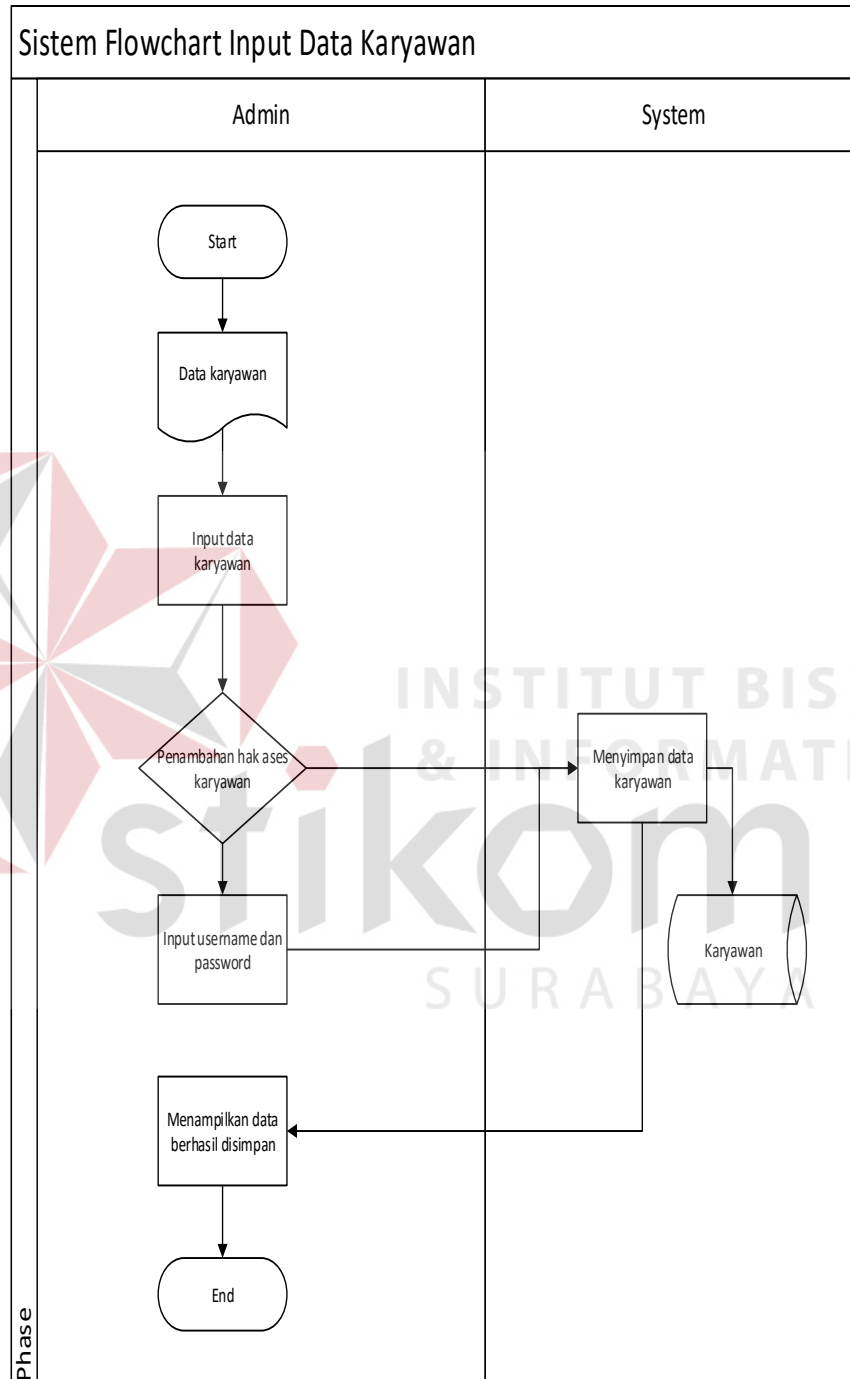 Sistem Flowchart Input Data Karyawan
Admin
System
Start
Data karyawan
Input data
karyawan
Penambahan hak ases
karyawan
Menyimpan data
karyawan
Input username dan
password
Karyawan
Menampilkan data
berhasil disimpan
End
Phase
INSTITUT BIS
& INFORMATI
stikom
SURABAYA